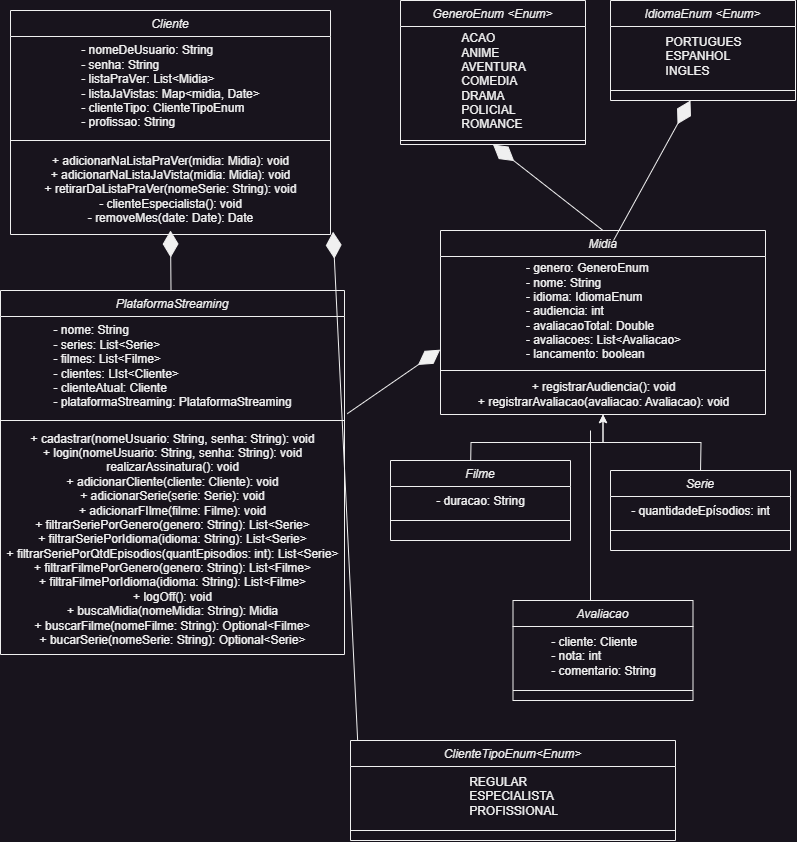 Cliente
- nomeDeUsuario: String
- senha: String
- listaPraVer: List<Midia>
- listaJaVistas: Map<midia, Date>
- clienteTipo: ClienteTipoEnum
- profissao: String
+ adicionarNaListaPraVer(midia: Midia): void
+ adicionarNaListaJaVista(midia: Midia): void
+ retirarDaListaPraVer(nomeSerie: String): void
- clienteEspecialista(): void
- removeMes(date: Date): Date
GeneroEnum <Enum>
ACAO
ANIME
AVENTURA
COMEDIA
DRAMA
POLICIAL
ROMANCE
IdiomaEnum <Enum>
PORTUGUES
ESPANHOL
INGLES
Midia
- genero: GeneroEnum
- nome: String
- idioma: IdiomaEnum
- audiencia: int
- avaliacaoTotal: Double
- avaliacoes: List<Avaliacao>
- lancamento: boolean
+ registrarAudiencia(): void
+ registrarAvaliacao(avaliacao: Avaliacao): void
PlataformaStreaming
- nome: String
- series: List<Serie>
- filmes: List<Filme>
- clientes: LIst<Cliente>
- clienteAtual: Cliente
- plataformaStreaming: PlataformaStreaming
+ cadastrar(nomeUsuario: String, senha: String): void
+ login(nomeUsuario: String, senha: String): void
realizarAssinatura(): void
+ adicionarCliente(cliente: Cliente): void
+ adicionarSerie(serie: Serie): void
+ adicionarFIlme(filme: Filme): void
+ filtrarSeriePorGenero(genero: String): List<Serie>
+ filtrarSeriePorIdioma(idioma: String): List<Serie>
+ filtrarSeriePorQtdEpisodios(quantEpisodios: int): List<Serie>
+ filtrarFilmePorGenero(genero: String): List<Filme>
+ filtraFilmePorIdioma(idioma: String): List<Filme>
+ logOff(): void
+ buscaMidia(nomeMidia: String): Midia
+ buscarFilme(nomeFilme: String): Optional<Filme>
+ bucarSerie(nomeSerie: String): Optional<Serie>
Filme
- duracao: String
Serie
- quantidadeEpísodios: int
Avaliacao
- cliente: Cliente
- nota: int
- comentario: String
ClienteTipoEnum<Enum>
REGULAR
ESPECIALISTA
PROFISSIONAL